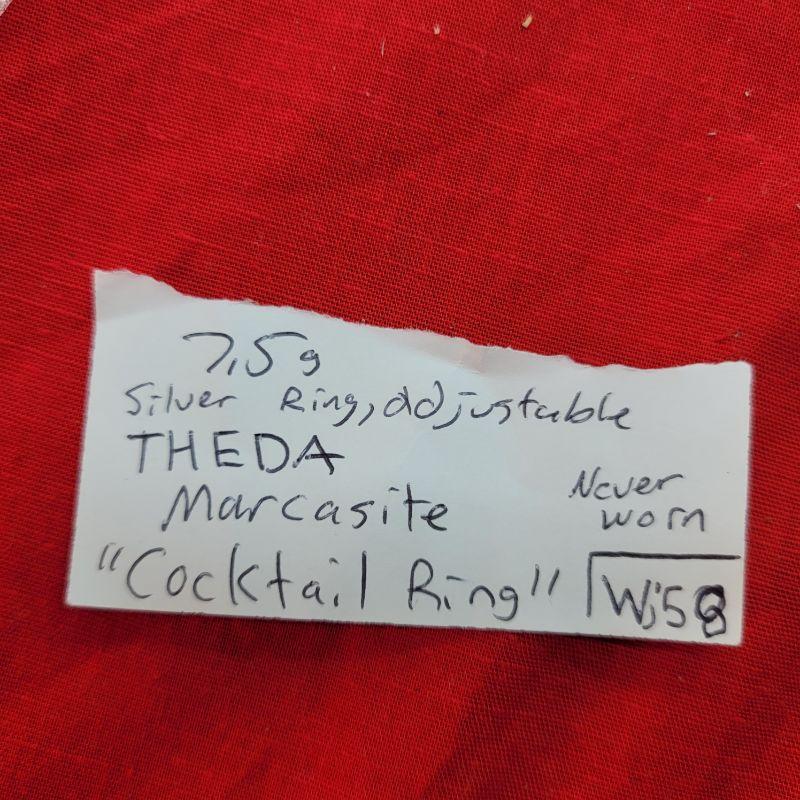 7,5g
Silver Ring, adjustable
THEDA
Marcasite
Never
worn
"Cocktail Ring"
Wj58